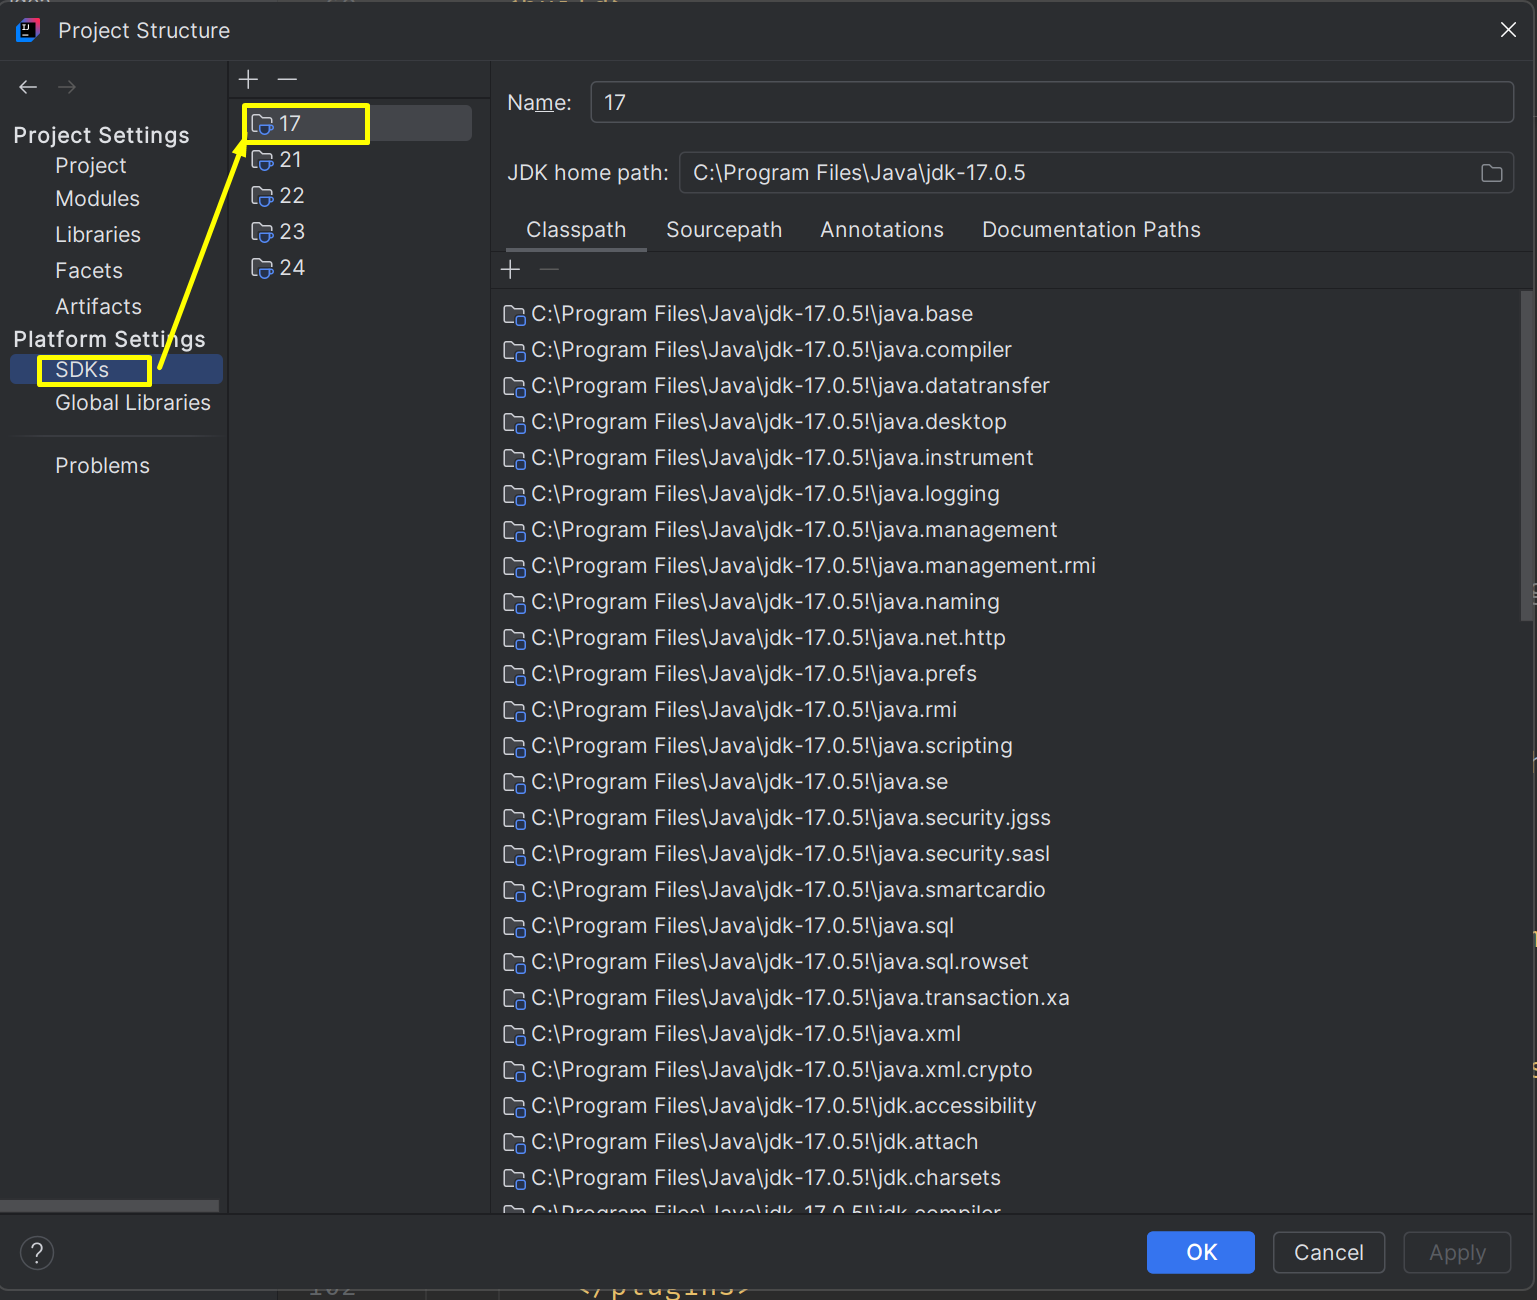 Project Structure
Project Settings
Project
Modules
Libraries
Facets
Artifacts
Platform Settings
SDKs
Global Libraries
Problems
17
21
22
23
24
Name: 17
JDK home path: C:\Program Files\Java\jdk-17.0.5
Classpath Sourcepath Annotations Documentation Paths
C:\Program Files\Java\jdk-17.0.5!\java.base
C:\Program Files\Java\jdk-17.0.5!\java.compiler
C:\Program Files\Java\jdk-17.0.5!\java.datatransfer
C:\Program Files\Java\jdk-17.0.5!\java.desktop
C:\Program Files\Java\jdk-17.0.5!\java.instrument
C:\Program Files\Java\jdk-17.0.5!\java.logging
C:\Program Files\Java\jdk-17.0.5!\java.management
C:\Program Files\Java\jdk-17.0.5!\java.management.rmi
C:\Program Files\Java\jdk-17.0.5!\java.naming
C:\Program Files\Java\jdk-17.0.5!\java.net.http
C:\Program Files\Java\jdk-17.0.5!\java.prefs
C:\Program Files\Java\jdk-17.0.5!\java.rmi
C:\Program Files\Java\jdk-17.0.5!\java.scripting
C:\Program Files\Java\jdk-17.0.5!\java.se
C:\Program Files\Java\jdk-17.0.5!\java.security.jgss
C:\Program Files\Java\jdk-17.0.5!\java.security.sasl
C:\Program Files\Java\jdk-17.0.5!\java.smartcardio
C:\Program Files\Java\jdk-17.0.5!\java.sql
C:\Program Files\Java\jdk-17.0.5!\java.sql.rowset
C:\Program Files\Java\jdk-17.0.5!\java.transaction.xa
C:\Program Files\Java\jdk-17.0.5!\java.xml
C:\Program Files\Java\jdk-17.0.5!\java.xml.crypto
C:\Program Files\Java\jdk-17.0.5!\jdk.accessibility
C:\Program Files\Java\jdk-17.0.5!\jdk.attach
C:\Program Files\Java\jdk-17.0.5!\jdk.charsets
C:\Program Files\Java\jdk-17.0.5!\jdk.compiler
? OK Cancel Apply
102 </plugins>